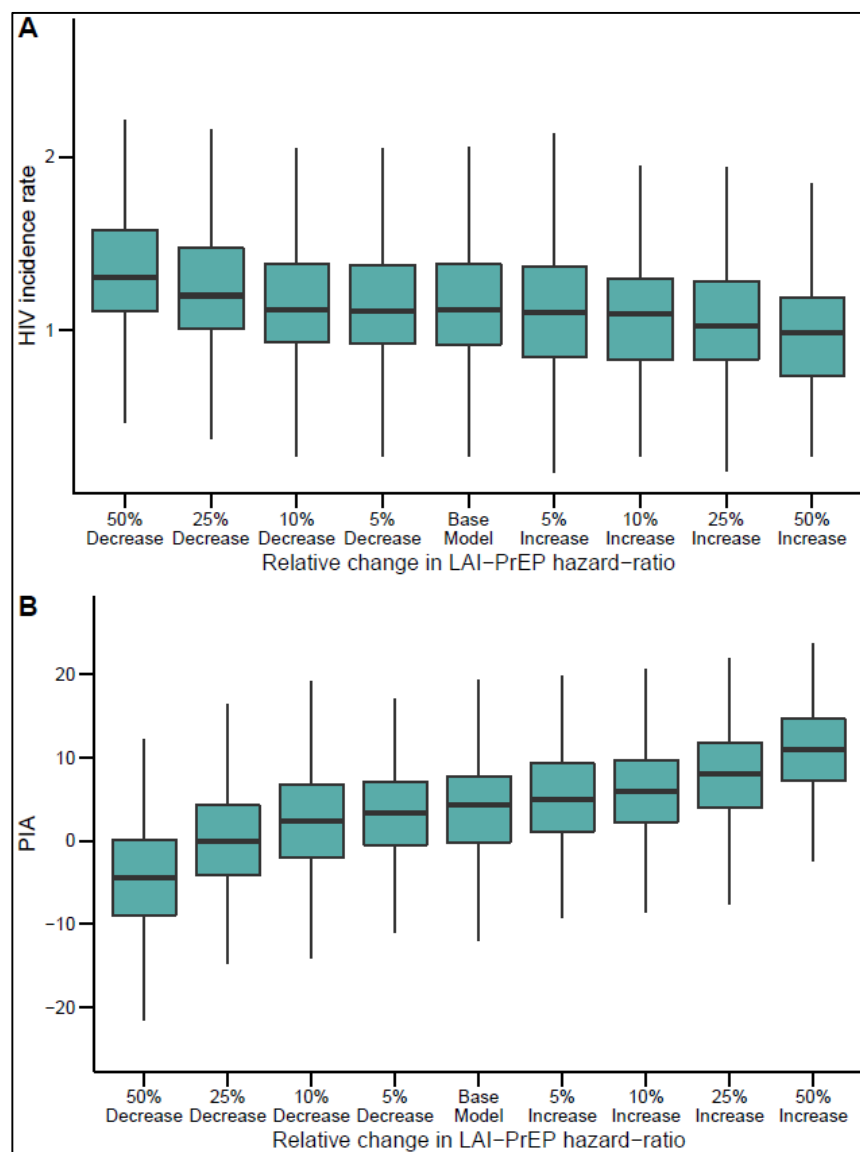 A
HIV incidence rate
2
1
50% 25% 10% 5% Base 5% 10% 25% 50%
Decrease Decrease Decrease Decrease Model Increase Increase Increase Increase
Relative change in LAI−PrEP hazard−ratio
B
PIA
20
10
0
−10
−20
50% 25% 10% 5% Base 5% 10% 25% 50%
Decrease Decrease Decrease Decrease Model Increase Increase Increase Increase
Relative change in LAI−PrEP hazard−ratio